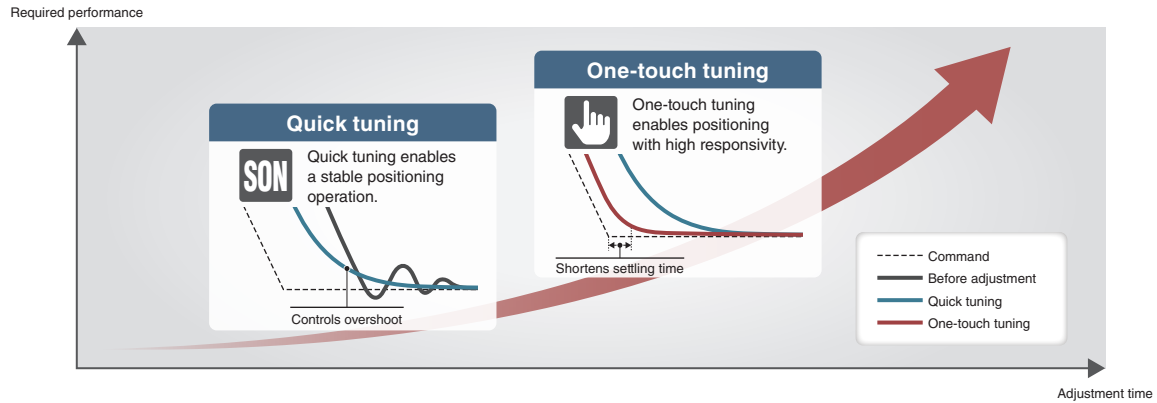 Required performance
One-touch tuning
One-touch tuning
enables positioning
with high responsivity.
Shortens settling time
Quick tuning
SON
Quick tuning enables
a stable positioning
operation.
Controls overshoot
Command
Before adjustment
Quick tuning
One-touch tuning
Adjustment time